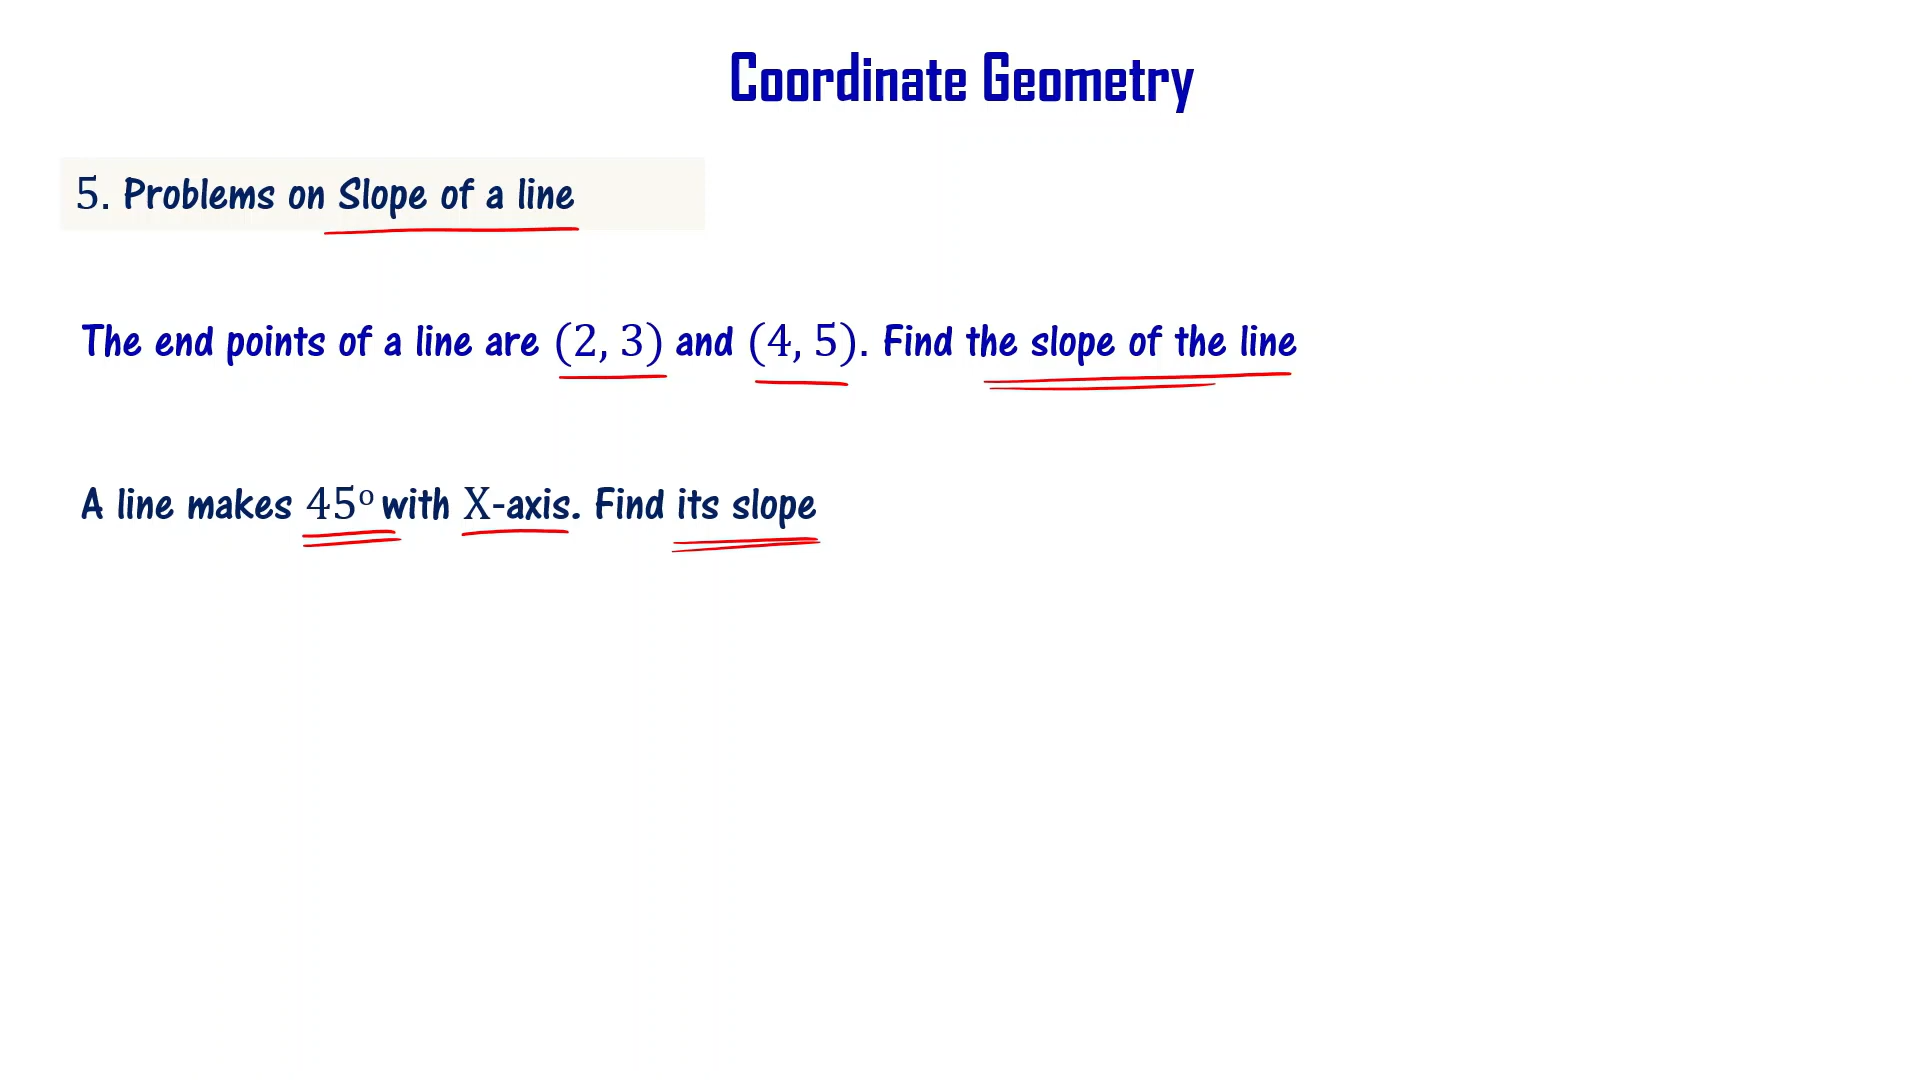 Coordinate Geometry
5. Problems on Slope of a line
The end points of a line are (2, 3) and (4, 5). Find the slope of the line
A line makes 45º with X-axis. Find its slope